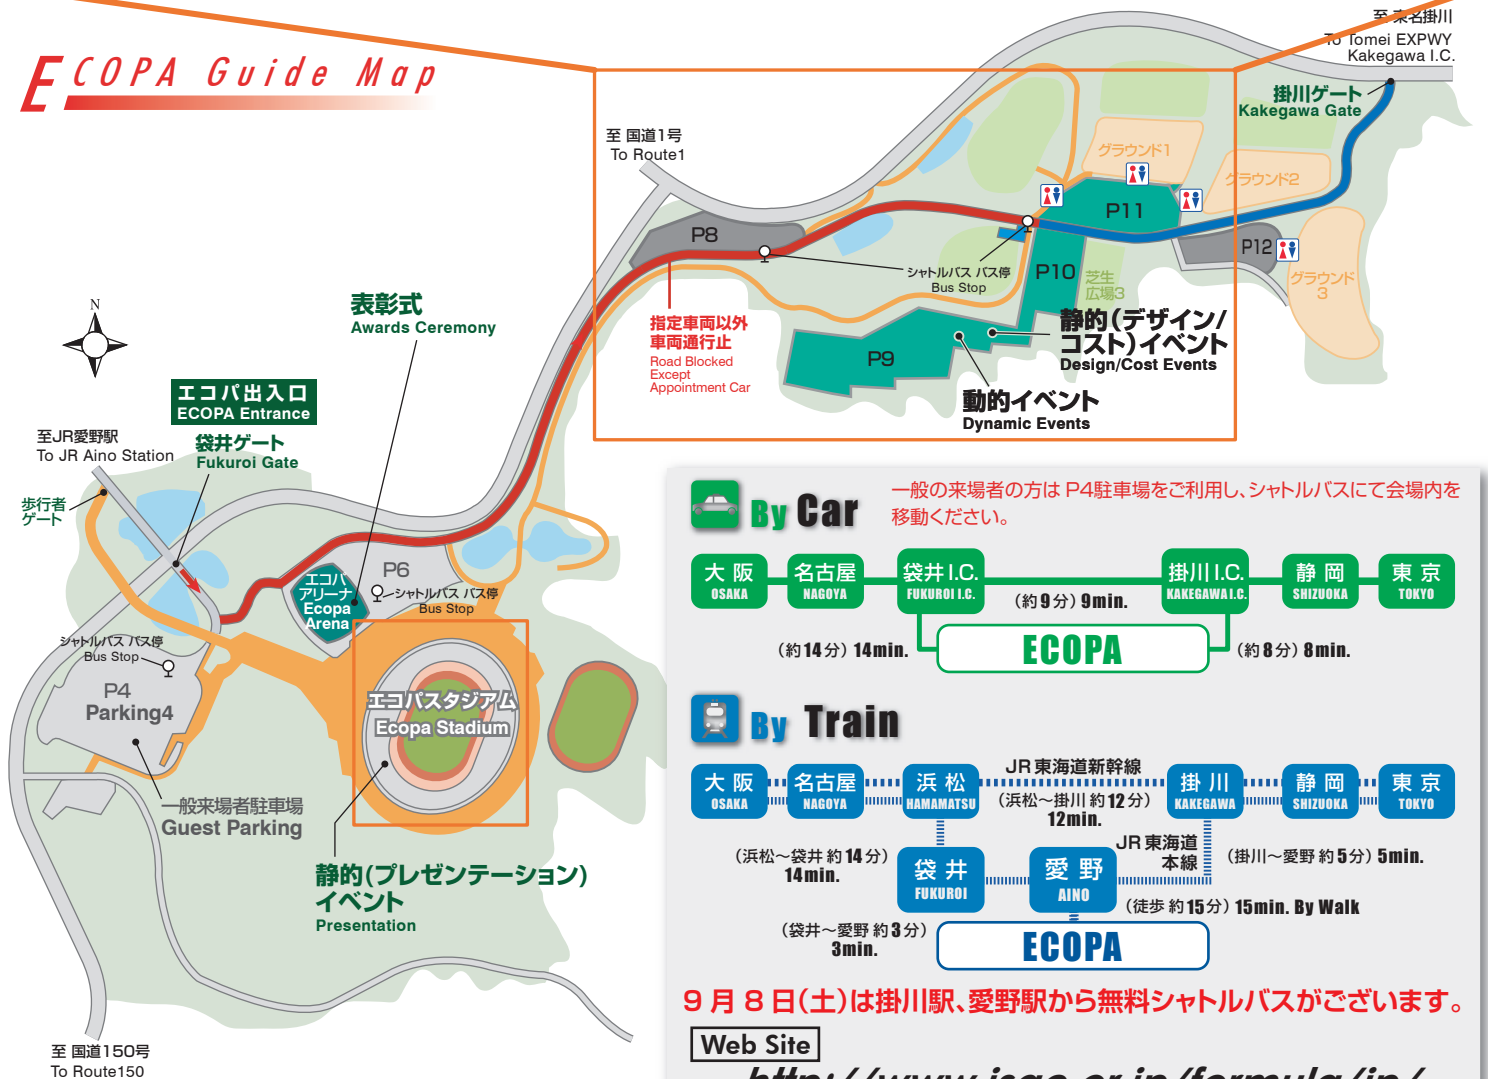 ECOPA Guide Map
至 東名掛川
To Tomei EXPWY
Kakegawa I.C.
掛川ゲート
Kakegawa Gate
至 国道1号
To Route1
グラウンド1
グラウンド2
グラウンド
3
P8
P11
P12
P10
P9
芝生
広場3
シャトルバス バス停
Bus Stop
指定車両以外
車両通行止
Road Blocked
Except
Appointment Car
静的(デザイン/
コスト)イベント
Design/Cost Events
動的イベント
Dynamic Events
表彰式
Awards Ceremony
N
エコパ出入口
ECOPA Entrance
袋井ゲート
Fukuroi Gate
至JR愛野駅
To JR Aino Station
歩行者
ゲート
P6
シャトルバス バス停
Bus Stop
エコパ
アリーナ
Ecopa
Arena
シャトルバス バス停
Bus Stop
P4
Parking4
エコパスタジアム
Ecopa Stadium
一般来場者駐車場
Guest Parking
静的(プレゼンテーション)
イベント
Presentation
至 国道150号
To Route150
By Car
一般の来場者の方は P4駐車場をご利用し、シャトルバスにて会場内を
移動ください。
大阪 名古屋 袋井I.C. 掛川I.C. 静岡 東京
OSAKA NAGOYA FUKUROI I.C. KAKEGAWA I.C. SHIZUOKA TOKYO
(約9分) 9min.
(約14分) 14min.
ECOPA
(約8分) 8min.
By Train
JR東海道新幹線
大阪 名古屋 浜松 掛川 静岡 東京
OSAKA NAGOYA HAMAMATSU KAKEGAWA SHIZUOKA TOKYO
(浜松〜掛川 約12分)
12min.
JR東海道
本線
(浜松〜袋井 約14分)
14min.
袋井
FUKUROI
愛野
AINO
(掛川〜愛野 約5分) 5min.
(徒歩 約15分) 15min. By Walk
(袋井〜愛野 約3分)
3min.
ECOPA
9月8日(土)は掛川駅、愛野駅から無料シャトルバスがございます。
Web Site
http://www.jsae.or.jp/formula/jp/